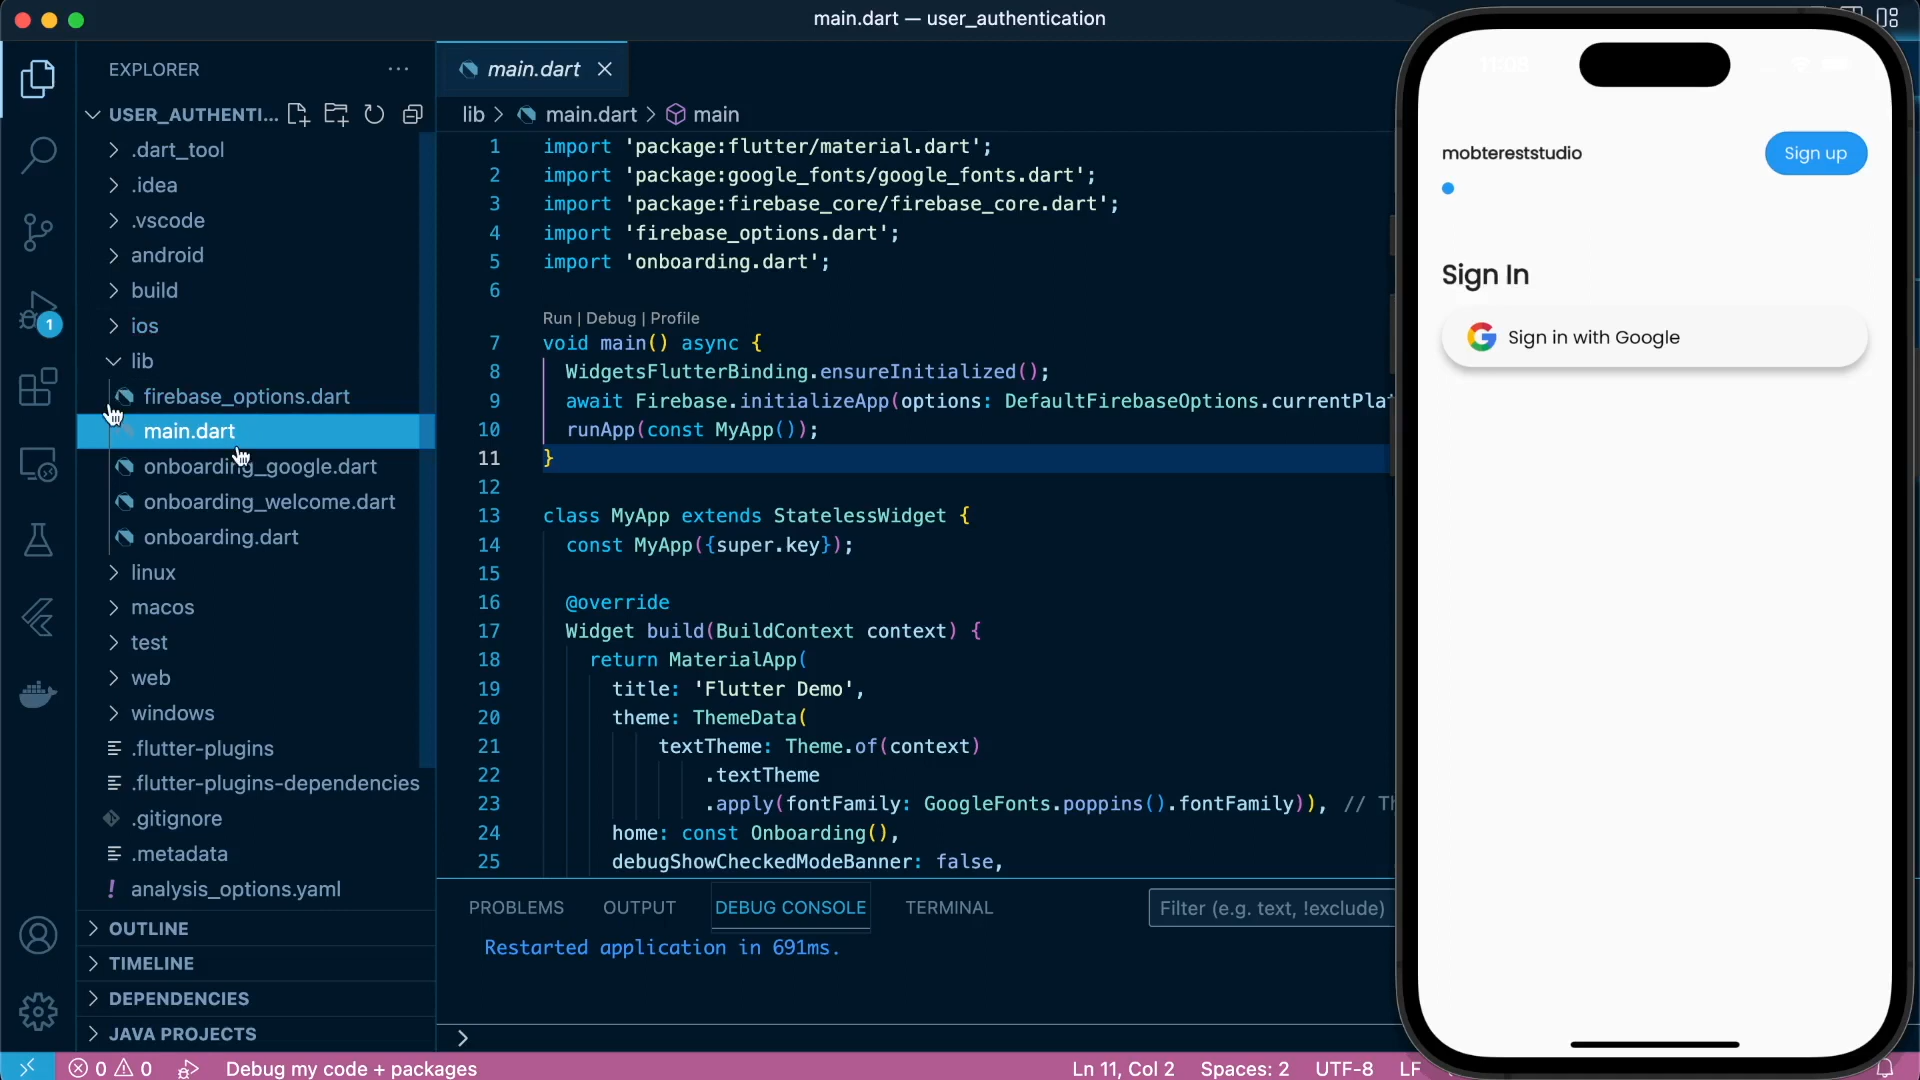 main.dart — user_authentication
EXPLORER
USER_AUTHENTI...
.dart_tool
.idea
.vscode
android
build
ios
lib
firebase_options.dart
main.dart
onboarding_google.dart
onboarding_welcome.dart
onboarding.dart
linux
macos
test
web
windows
.flutter-plugins
.flutter-plugins-dependencies
.gitignore
.metadata
! analysis_options.yaml
OUTLINE
TIMELINE
DEPENDENCIES
JAVA PROJECTS
1
main.dart
lib > main.dart > main
1 import 'package:flutter/material.dart';
2 import 'package:google_fonts/google_fonts.dart';
3 import 'package:firebase_core/firebase_core.dart';
4 import 'firebase_options.dart';
5 import 'onboarding.dart';
6
Run | Debug | Profile
7 void main() async {
8 WidgetsFlutterBinding.ensureInitialized();
9 await Firebase.initializeApp(options: DefaultFirebaseOptions.currentPla
10 runApp(const MyApp());
11 }
12
13 class MyApp extends StatelessWidget {
14 const MyApp({super.key});
15
16 @override
17 Widget build(BuildContext context) {
18 return MaterialApp(
19 title: 'Flutter Demo',
20 theme: ThemeData(
21 textTheme: Theme.of(context)
22 .textTheme
23 .apply(fontFamily: GoogleFonts.poppins().fontFamily)), // Th
24 home: const Onboarding(),
25 debugShowCheckedModeBanner: false,
PROBLEMS OUTPUT DEBUG CONSOLE TERMINAL Filter (e.g. text, !exclude)
Restarted application in 691ms.
>
0 0 Debug my code + packages Ln 11, Col 2 Spaces: 2 UTF-8 LF
mobtereststudio
Sign up
Sign In
Sign in with Google